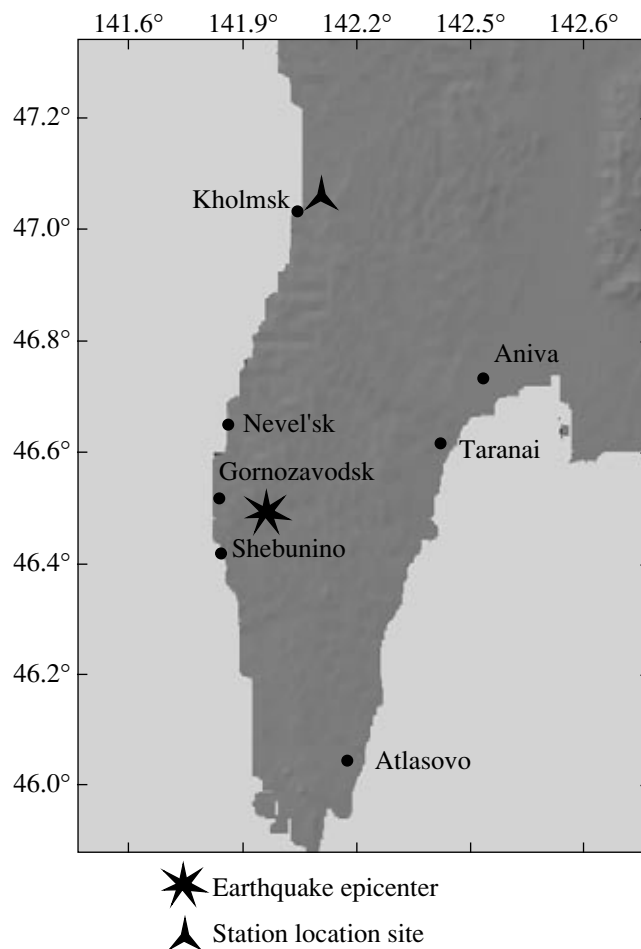 141.6° 141.9° 142.2° 142.5° 142.6°
47.2°
Kholmsk
47.0°
46.8°
Aniva
Nevel'sk
46.6°
Taranai
Gornozavodsk
Shebunino
46.4°
46.2°
Atlasovo
46.0°
Earthquake epicenter
Station location site